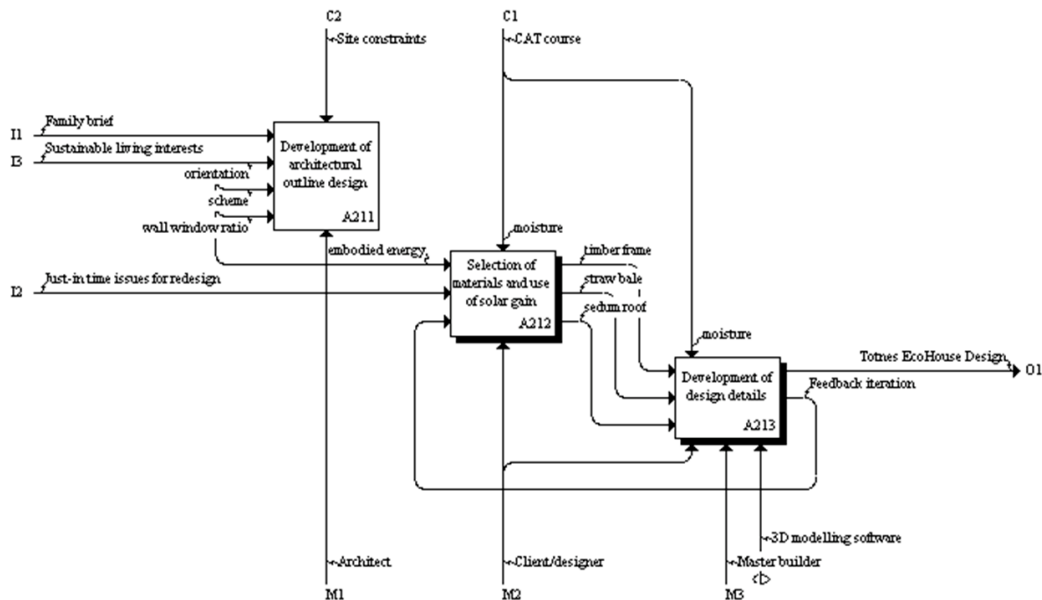 C2
C1
Site constraints
CAT course
I1
Family brief
I3
Sustainable living interests
orientation
scheme
wall window ratio
Development of
architectural
outline design
A211
embodied energy
moisture
I2
Just-in time issues for redesign
Selection of
materials and use
of solar gain
A212
timber frame
straw bale
sedum roof
moisture
Development of
design details
A213
Totnes EcoHouse Design
O1
Feedback iteration
3D modelling software
Architect
Client/designer
Master builder
M1
M2
M3